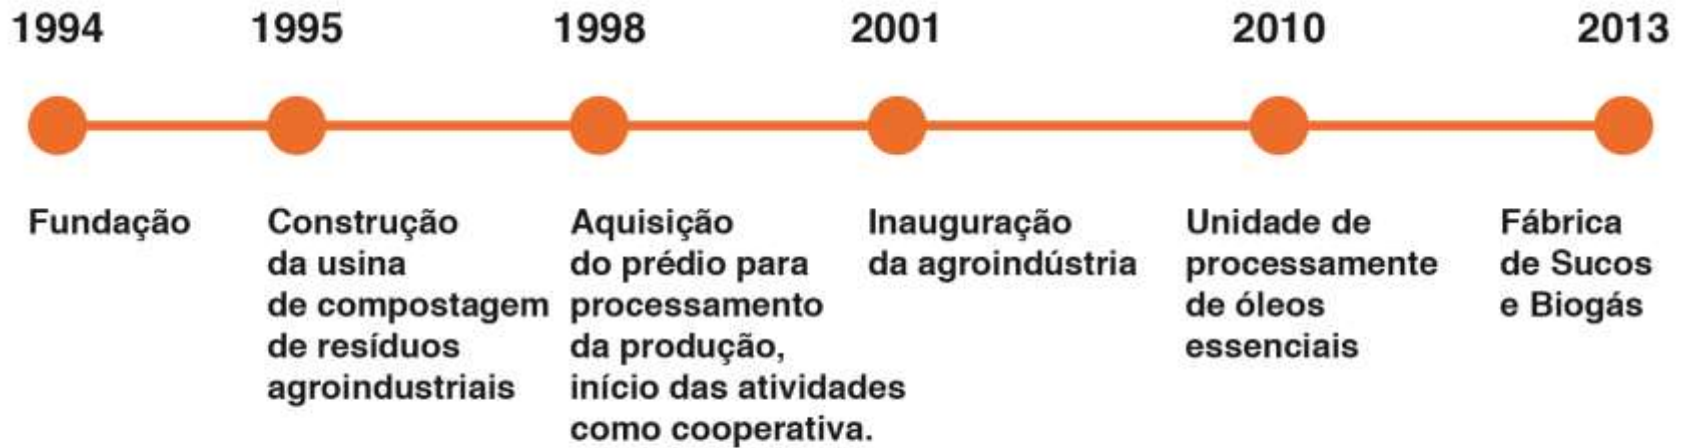 1994 1995 1998 2001 2010 2013
Fundação
Construção
da usina
de compostagem
de resíduos
agroindustriais
Aquisição
do prédio para
processamento
da produção,
início das atividades
como cooperativa.
Inauguração
da agroindústria
Unidade de
processamente
de óleos
essenciais
Fábrica
de Sucos
e Biogás